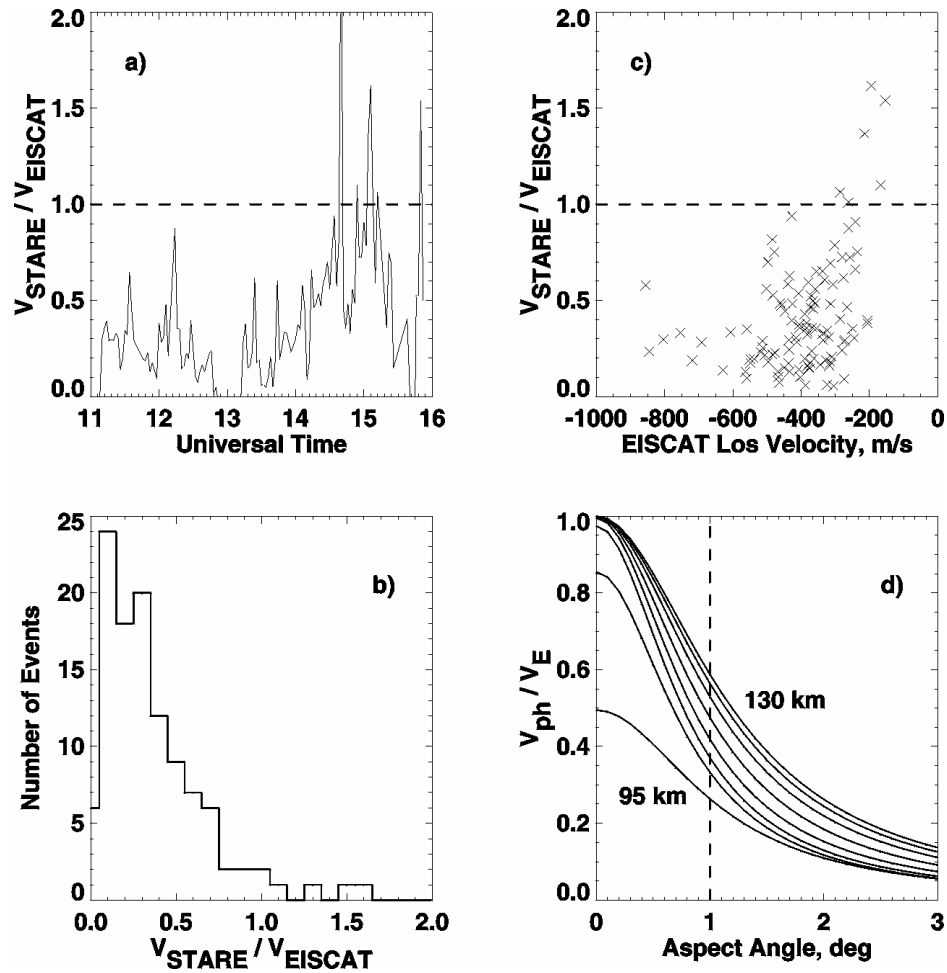 a)
V_STARE / V_EISCAT
2.0
1.5
1.0
0.5
0.0
11 12 13 14 15 16
Universal Time
c)
V_STARE / V_EISCAT
2.0
1.5
1.0
0.5
0.0
-1000 -800 -600 -400 -200 0
EISCAT Los Velocity, m/s
b)
Number of Events
25
20
15
10
5
0
0.0 0.5 1.0 1.5 2.0
V_STARE / V_EISCAT
d)
V_ph / V_E
1.0
0.8
0.6
0.4
0.2
0.0
130 km
95 km
0 1 2 3
Aspect Angle, deg